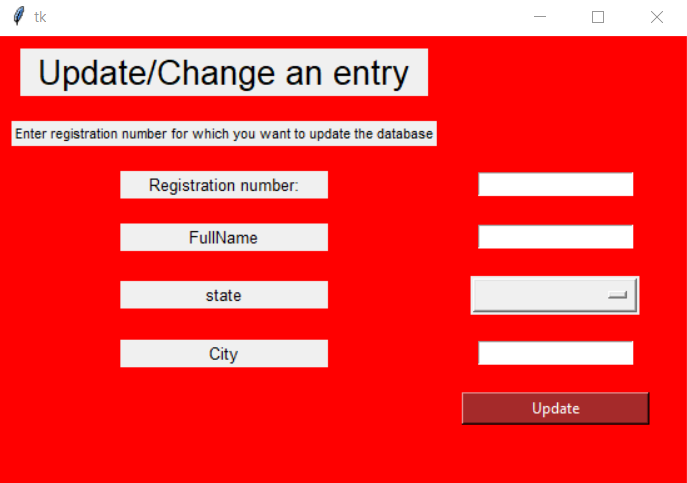 tk
Update/Change an entry
Enter registration number for which you want to update the database
Registration number:
FullName
state
City
Update